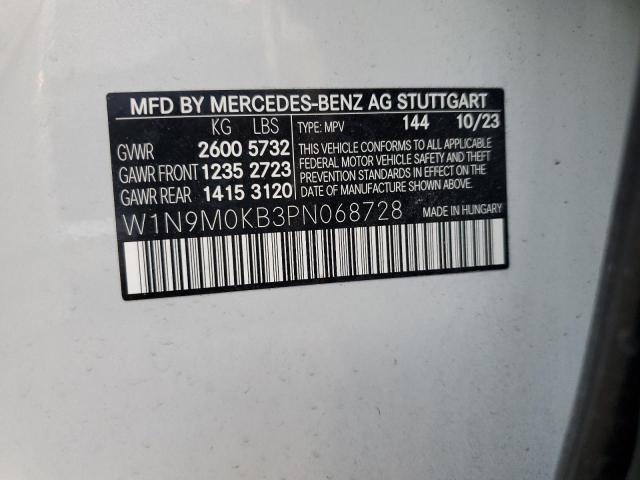 MFD BY MERCEDES-BENZ AG STUTTGART
KG LBS TYPE: MPV 144 10/23
GVWR 2600 5732
GAWR FRONT 1235 2723
GAWR REAR 1415 3120
THIS VEHICLE CONFORMS TO ALL APPLICABLE
FEDERAL MOTOR VEHICLE SAFETY AND THEFT
PREVENTION STANDARDS IN EFFECT ON THE
DATE OF MANUFACTURE SHOWN ABOVE.
W1N9M0KB3PN068728 MADE IN HUNGARY